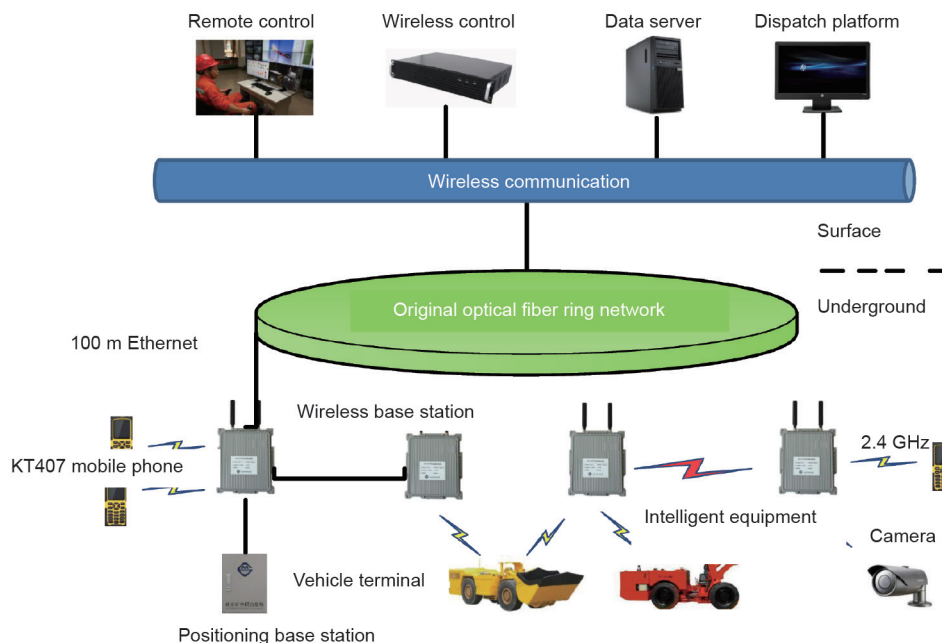 Remote control
Wireless control
Data server
Dispatch platform
Wireless communication
Surface
Underground
Original optical fiber ring network
100 m Ethernet
Wireless base station
2.4 GHz
KT407 mobile phone
Intelligent equipment
Camera
Vehicle terminal
Positioning base station